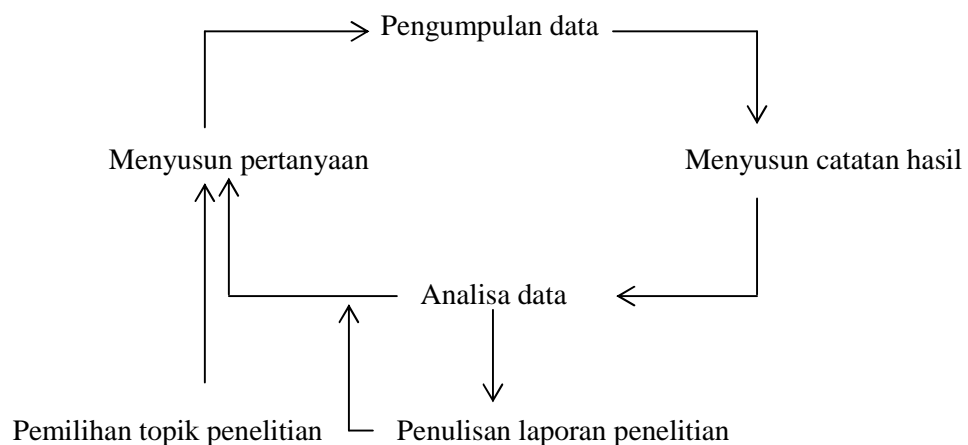 Pengumpulan data
Menyusun pertanyaan
Menyusun catatan hasil
Analisa data
Pemilihan topik penelitian
Penulisan laporan penelitian